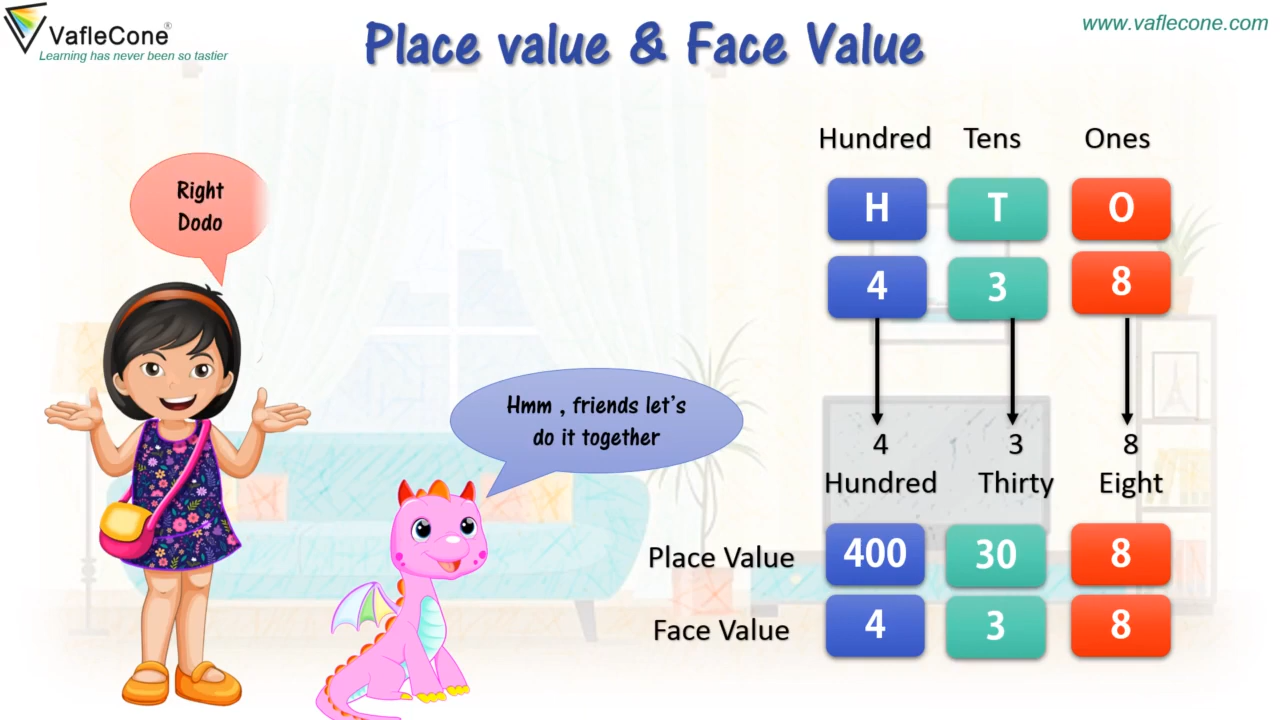 VafleCone®
Learning has never been so tastier
Place value & Face Value
www.vaflecone.com
Hundred Tens Ones
H T O
4 3 8
Right
Dodo
Hmm , friends let's
do it together
4 3 8
Hundred Thirty Eight
Place Value 400 30 8
Face Value 4 3 8